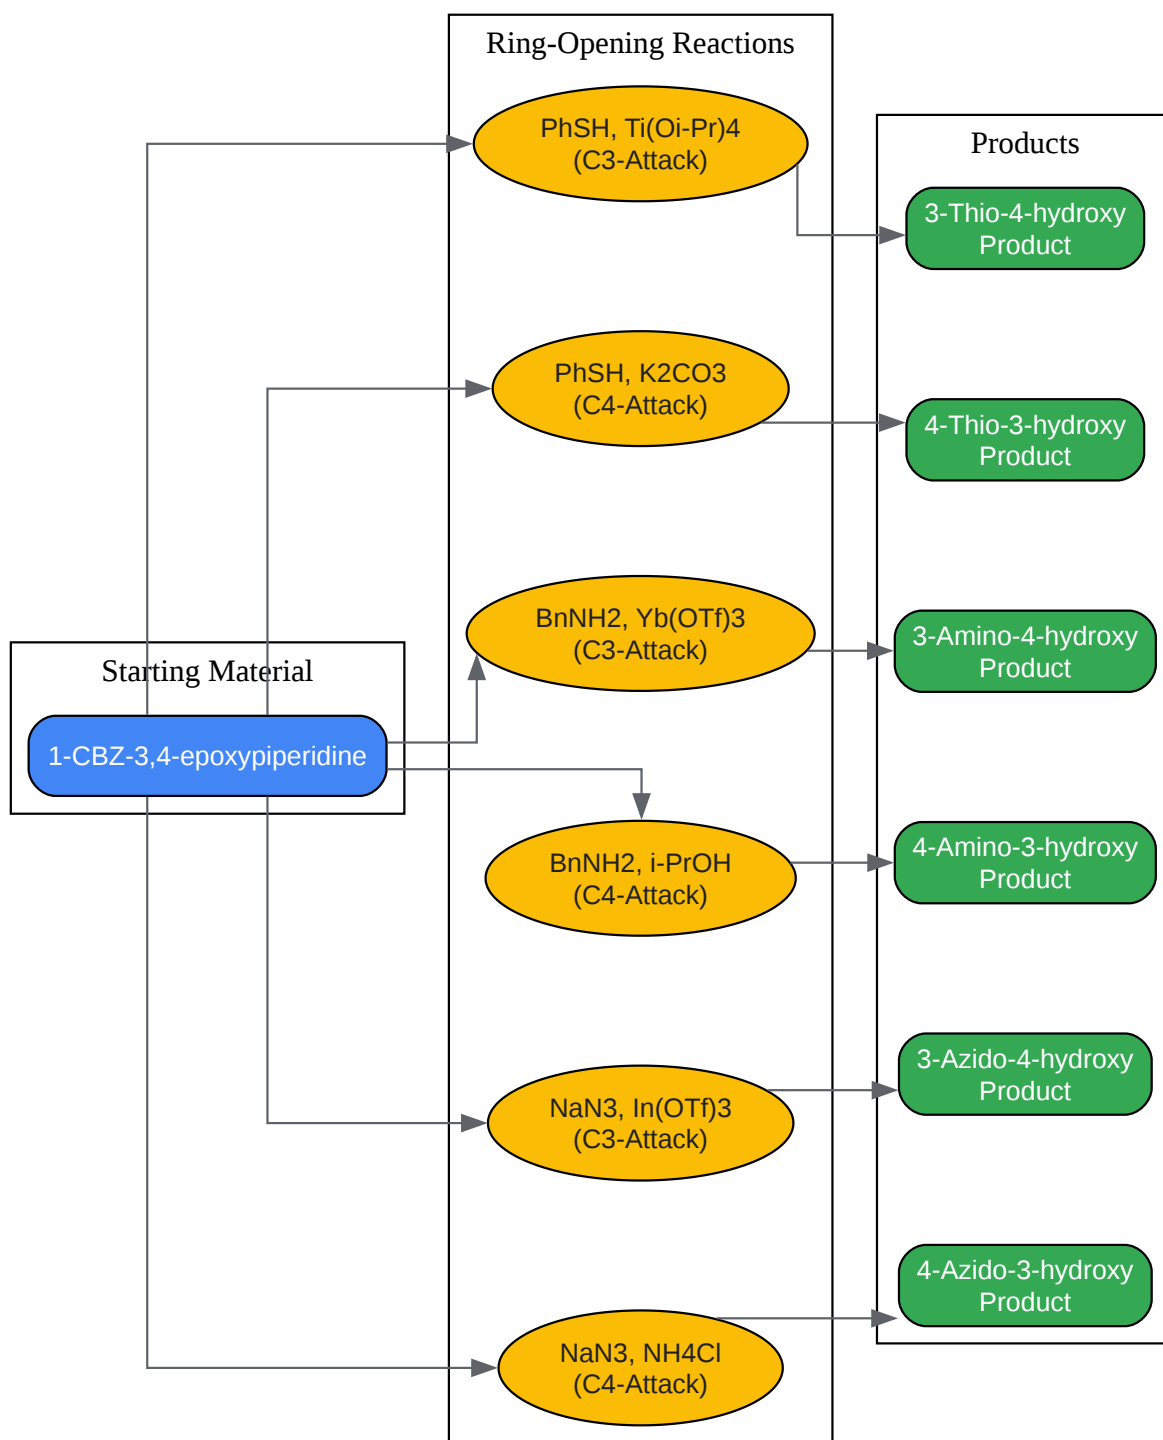 Ring-Opening Reactions
PhSH, Ti(Oi-Pr)4
(C3-Attack)
PhSH, K2CO3
(C4-Attack)
BnNH2, Yb(OTf)3
(C3-Attack)
BnNH2, i-PrOH
(C4-Attack)
NaN3, In(OTf)3
(C3-Attack)
NaN3, NH4Cl
(C4-Attack)
Starting Material
1-CBZ-3,4-epoxypiperidine
Products
3-Thio-4-hydroxy
Product
4-Thio-3-hydroxy
Product
3-Amino-4-hydroxy
Product
4-Amino-3-hydroxy
Product
3-Azido-4-hydroxy
Product
4-Azido-3-hydroxy
Product